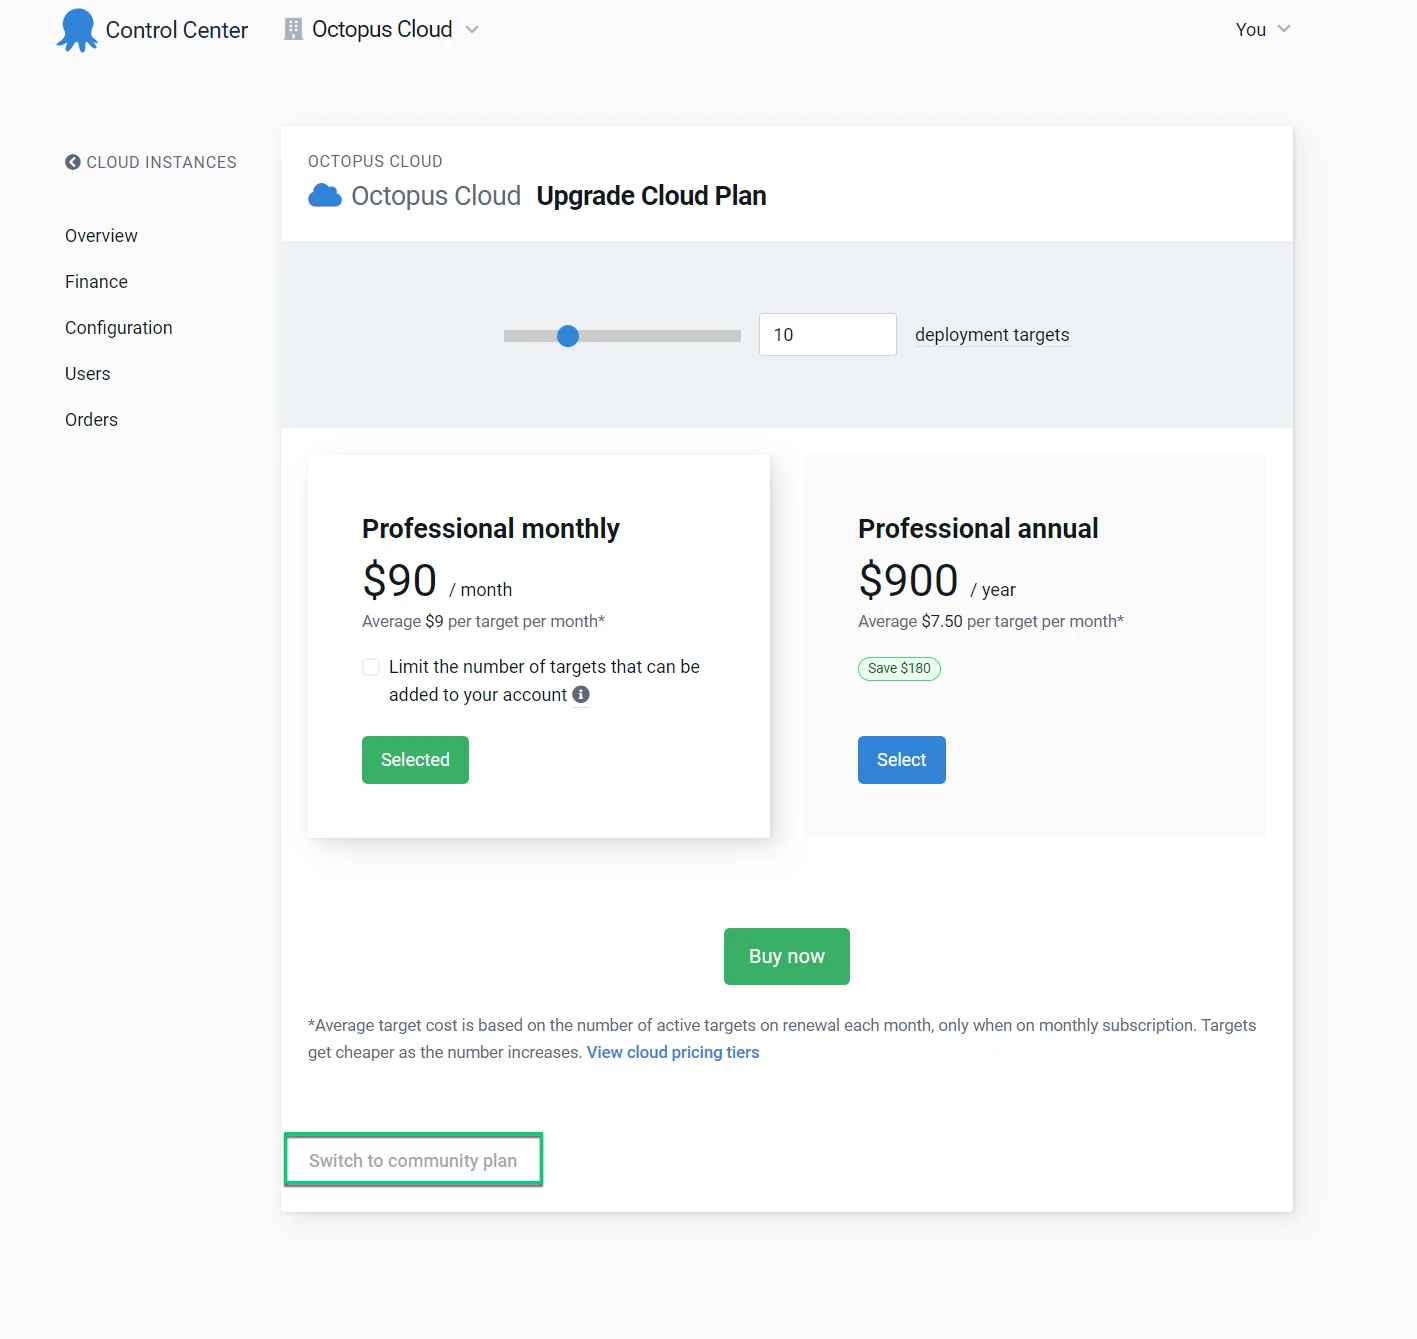 Control Center
Octopus Cloud
You
CLOUD INSTANCES
Overview
Finance
Configuration
Users
Orders
OCTOPUS CLOUD
Octopus Cloud Upgrade Cloud Plan
10 deployment targets
Professional monthly
$90 / month
Average $9 per target per month*
Limit the number of targets that can be
added to your account
Selected
Professional annual
$900 / year
Average $7.50 per target per month*
Save $180
Select
Buy now
*Average target cost is based on the number of active targets on renewal each month, only when on monthly subscription. Targets
get cheaper as the number increases. View cloud pricing tiers
Switch to community plan